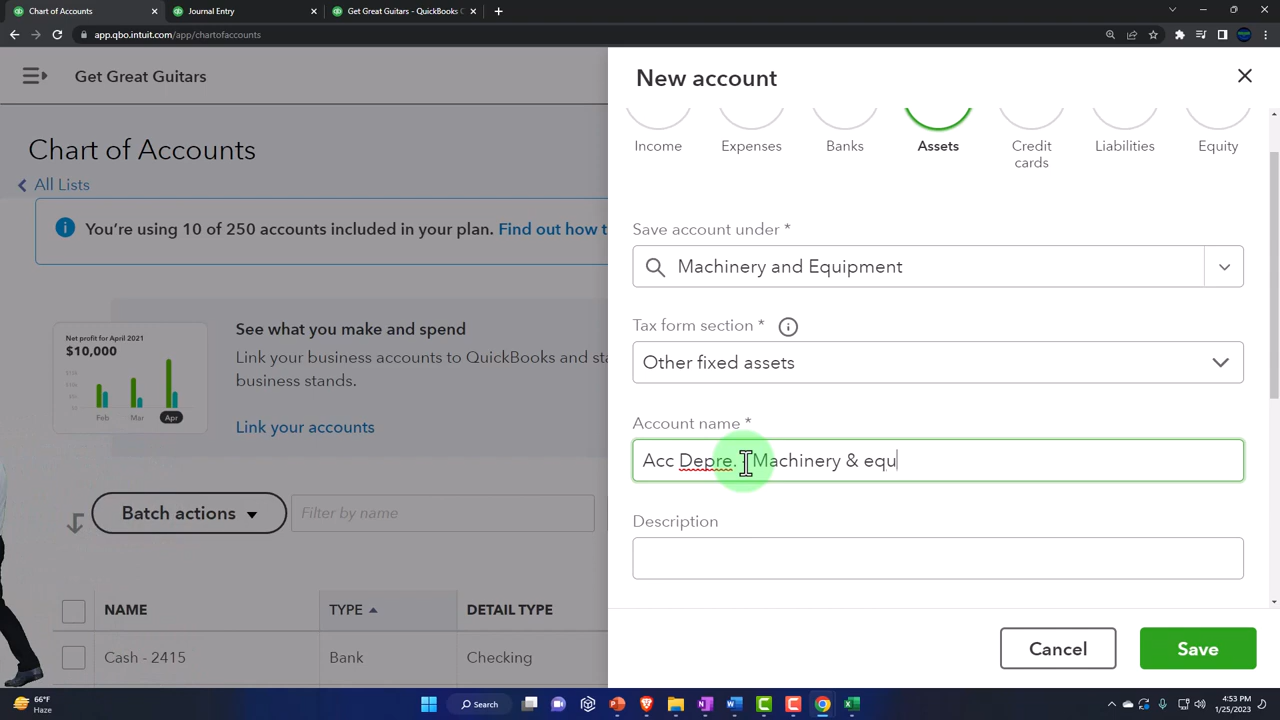 Chart of Accounts
Journal Entry
Get Great Guitars - QuickBooks C
app.qbo.intuit.com/app/chartofaccounts
Get Great Guitars
Chart of Accounts
All Lists
You're using 10 of 250 accounts included in your plan. Find out how t
Net profit for April 2021
$10,000
Feb
Mar
Apr
See what you make and spend
Link your business accounts to QuickBooks and st
business stands.
Link your accounts
Batch actions
Filter by name
NAME
TYPE
DETAIL TYPE
Cash - 2415
Bank
Checking
New account
Income
Expenses
Banks
Assets
Credit
cards
Liabilities
Equity
Save account under *
Machinery and Equipment
Tax form section *
Other fixed assets
Account name *
Acc Depre. - Machinery & equ
Description
Cancel
Save
66°F
Haze
Search
4:53 PM
1/25/2023